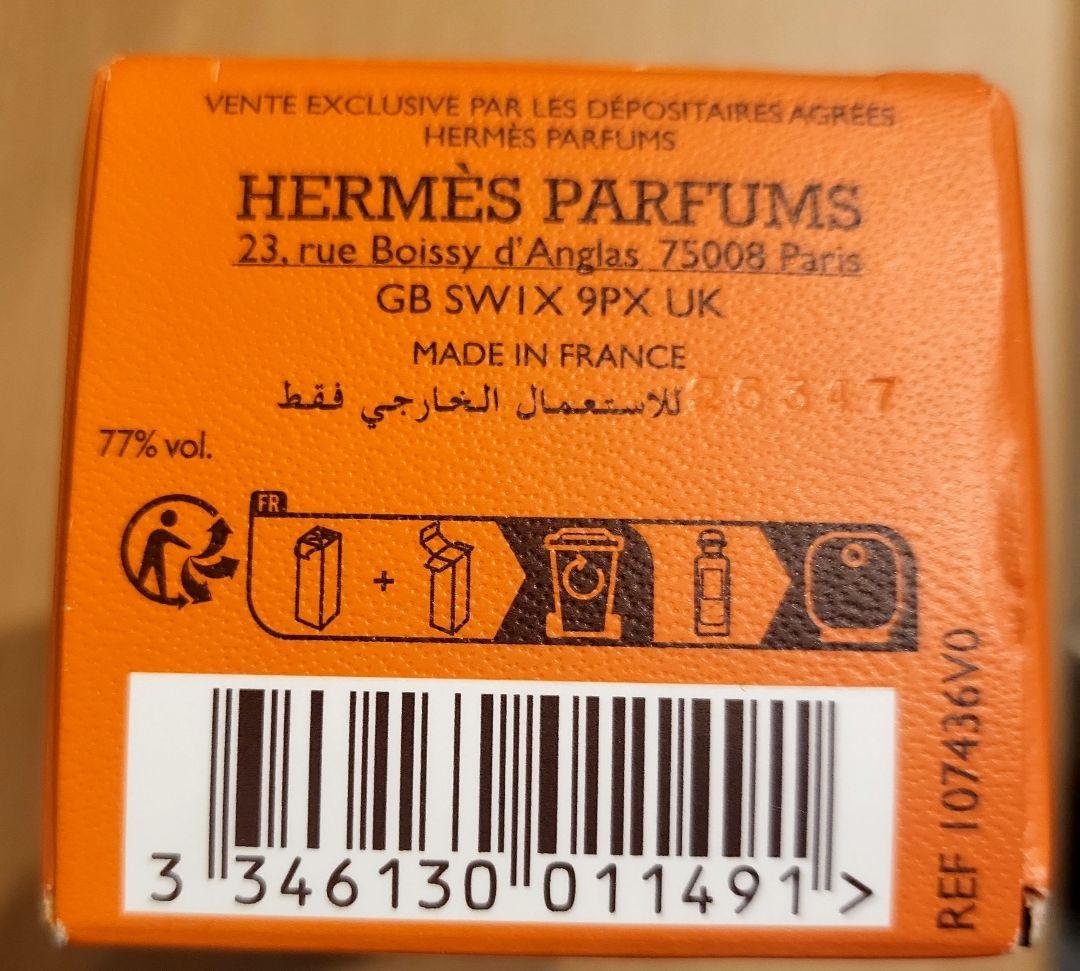 VENTE EXCLUSIVE PAR LES DÉPOSITAIRES AGRÉÉS
HERMÈS PARFUMS
HERMÈS PARFUMS
23, rue Boissy d'Anglas 75008 Paris
GB SW1X 9PX UK
MADE IN FRANCE
للاستعمال الخارجي فقط
26347
77% vol.
FR
+
3 346130 011491 >
REF 107436V0